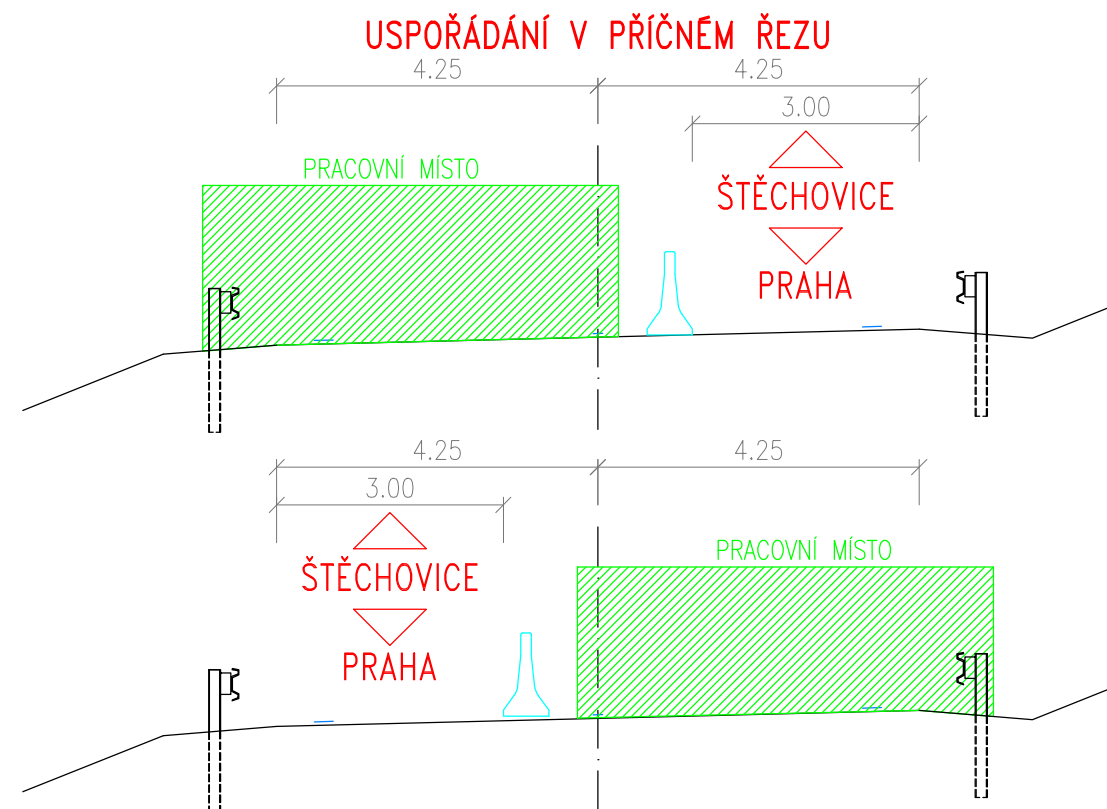 USPOŘÁDÁNÍ V PŘÍČNÉM ŘEZU
4.25
4.25
3.00
PRACOVNÍ MÍSTO
ŠTĚCHOVICE
PRAHA
4.25
4.25
3.00
PRACOVNÍ MÍSTO
ŠTĚCHOVICE
PRAHA